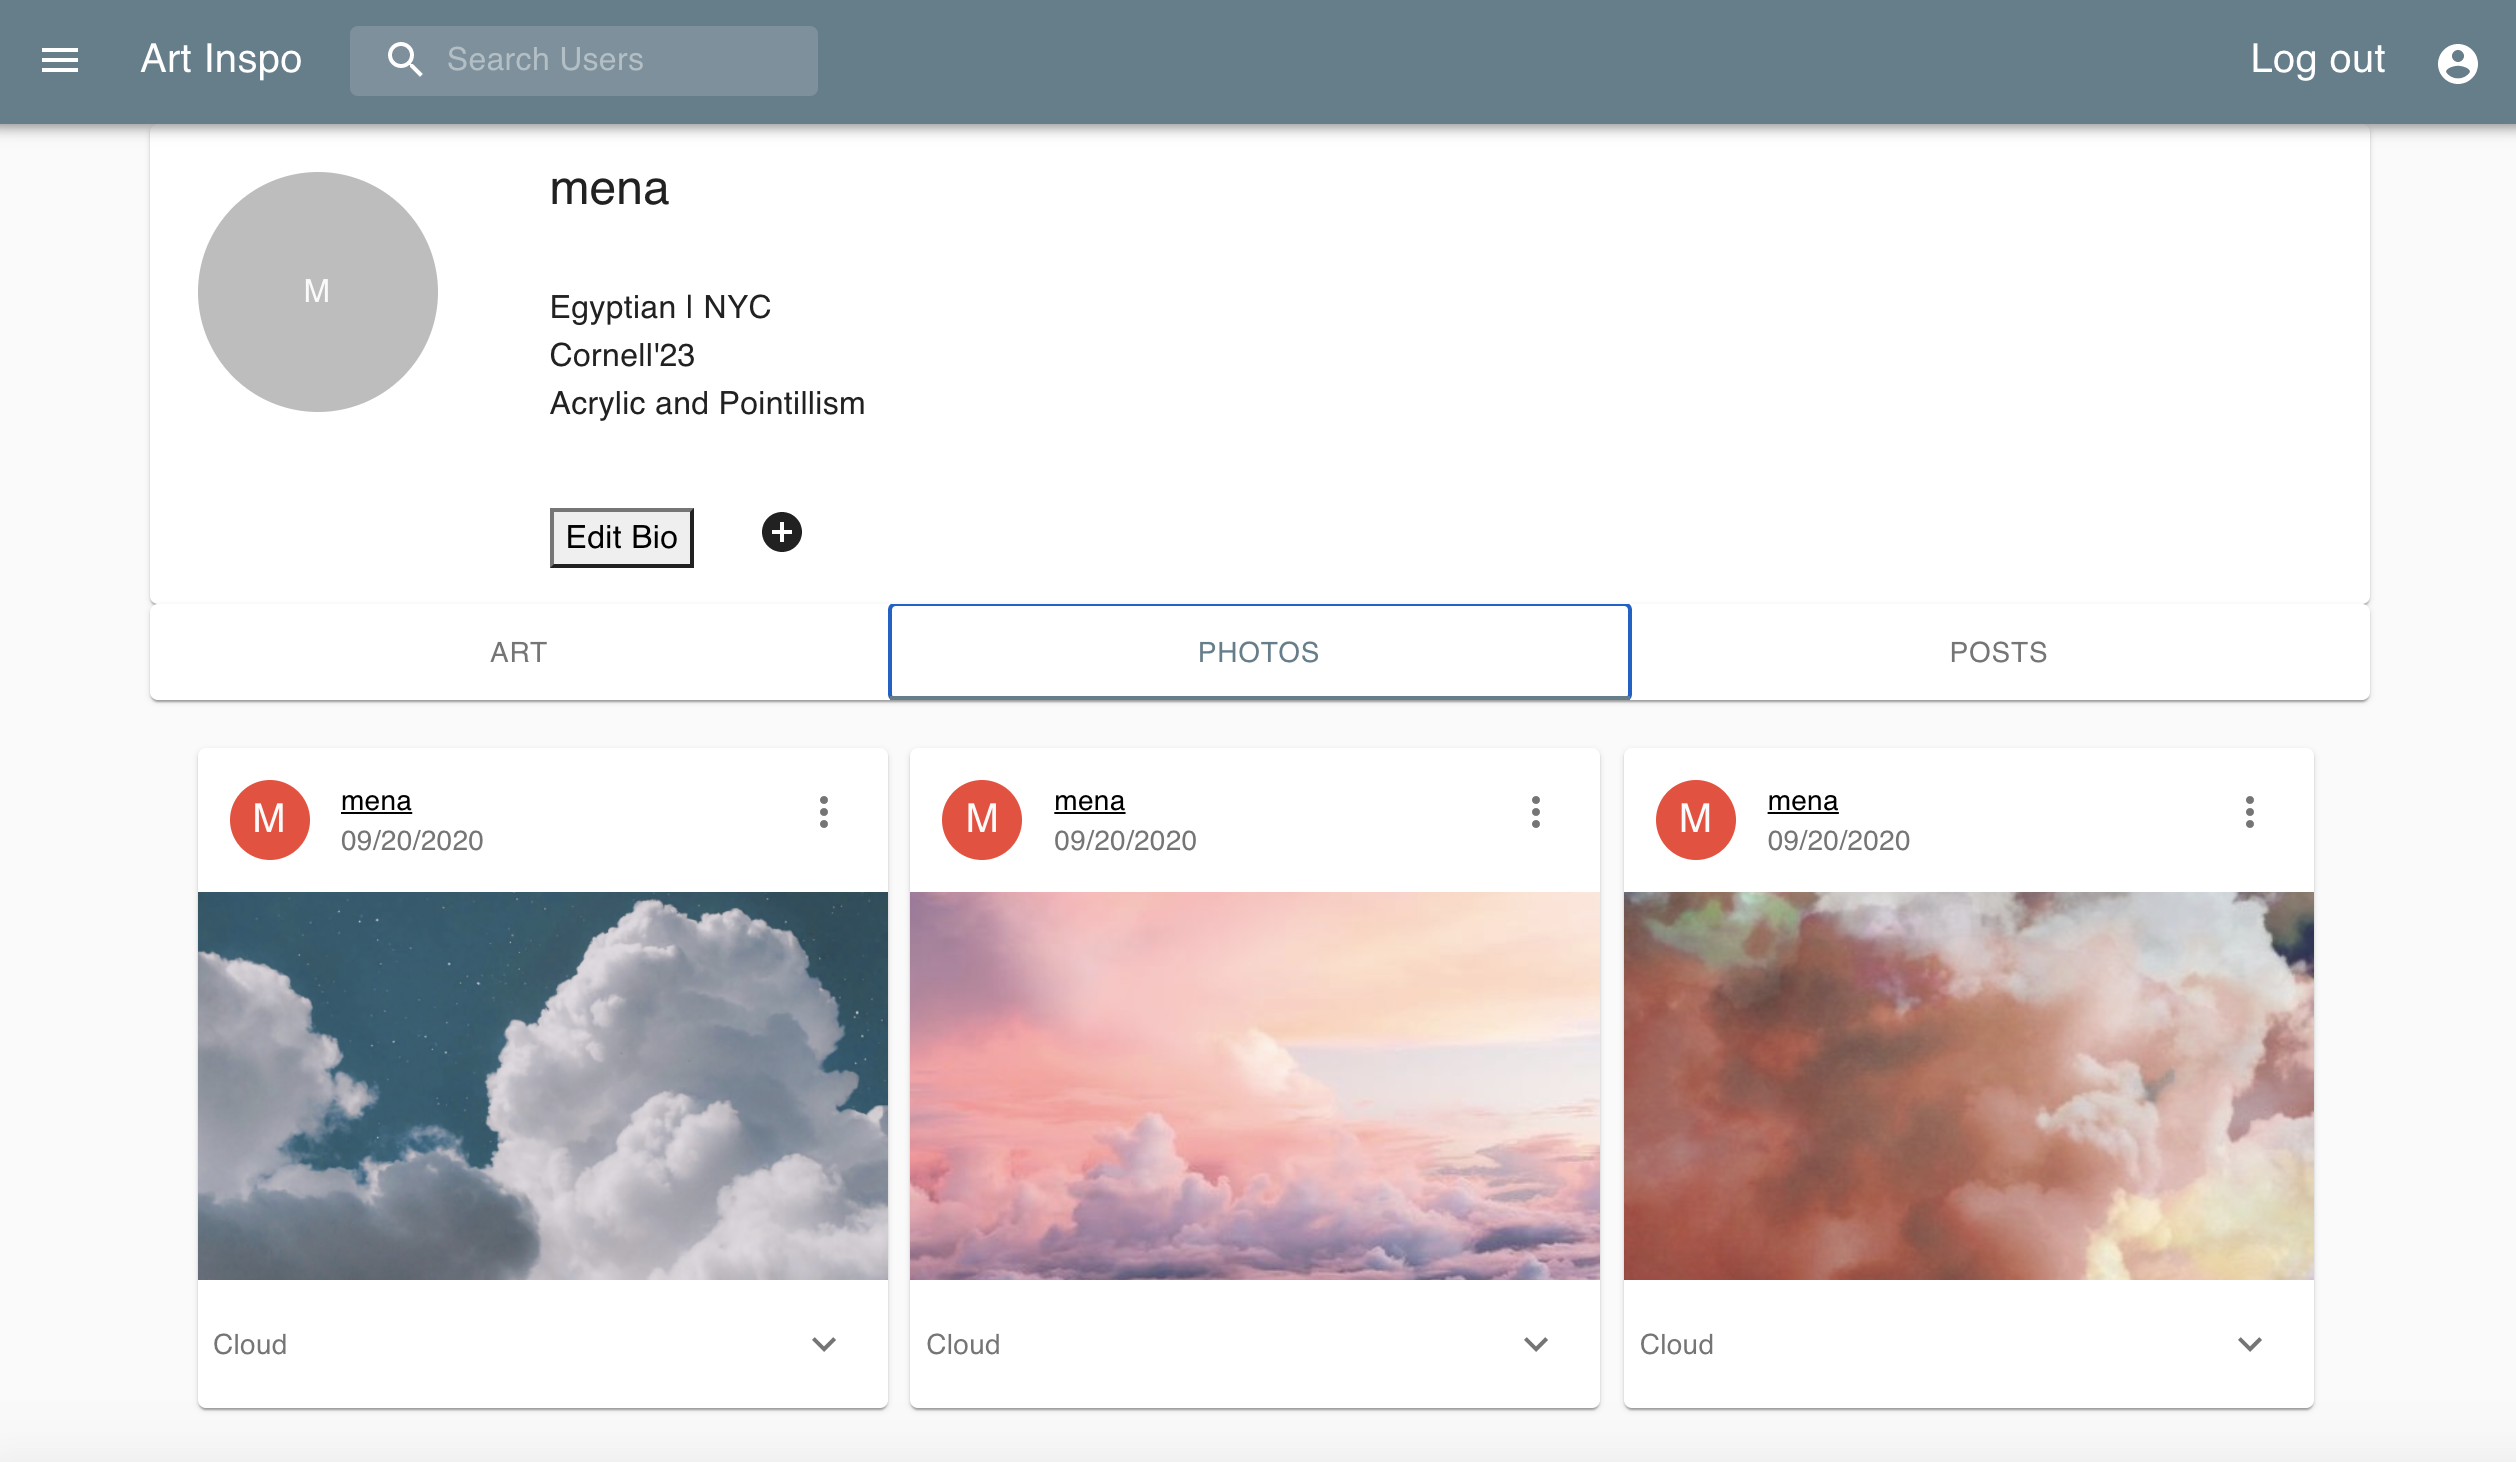 Art Inspo
Search Users
Log out
M
mena
Egyptian | NYC
Cornell'23
Acrylic and Pointillism
Edit Bio
ART
PHOTOS
POSTS
M
mena
09/20/2020
Cloud
M
mena
09/20/2020
Cloud
M
mena
09/20/2020
Cloud